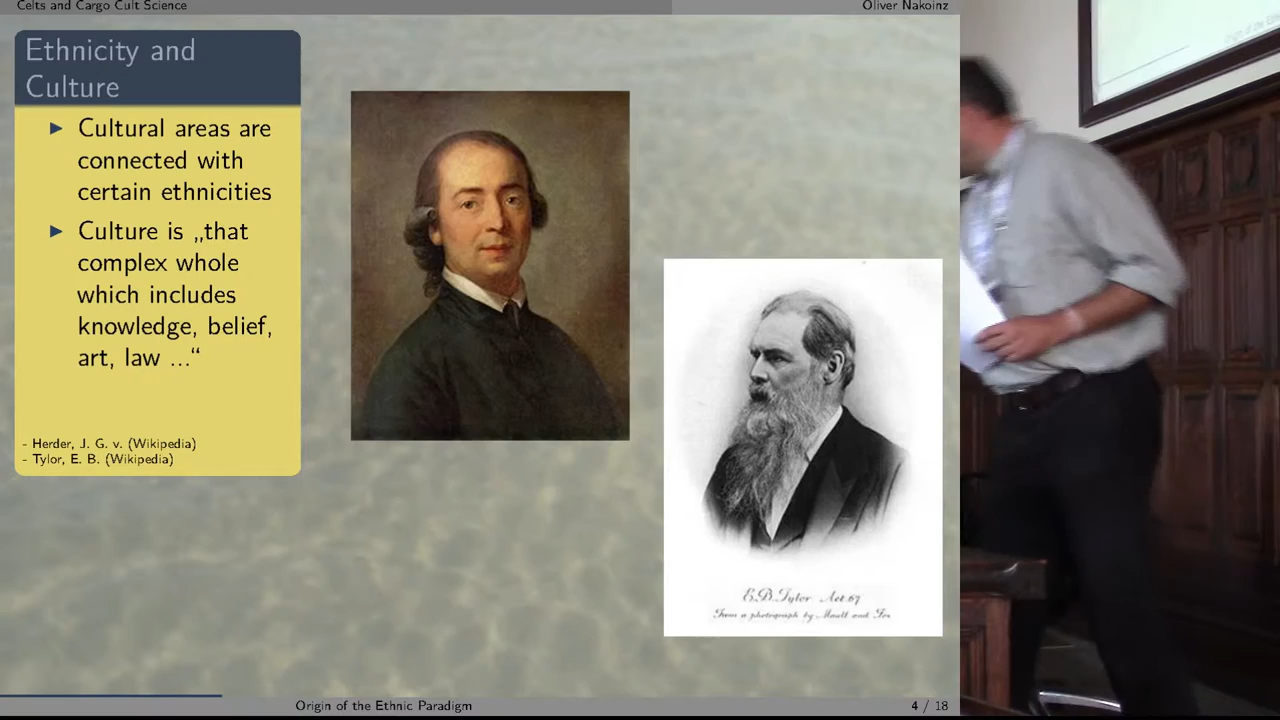 Celts and Cargo Cult Science
Oliver Nakoinz
Ethnicity and
Culture
Cultural areas are
connected with
certain ethnicities
Culture is „that
complex whole
which includes
knowledge, belief,
art, law ...“
- Herder, J. G. v. (Wikipedia)
- Tylor, E. B. (Wikipedia)
E.B. Tylor Aet. 67
From a photograph by Maull and Fox
Origin of the Ethnic Paradigm
4 / 18